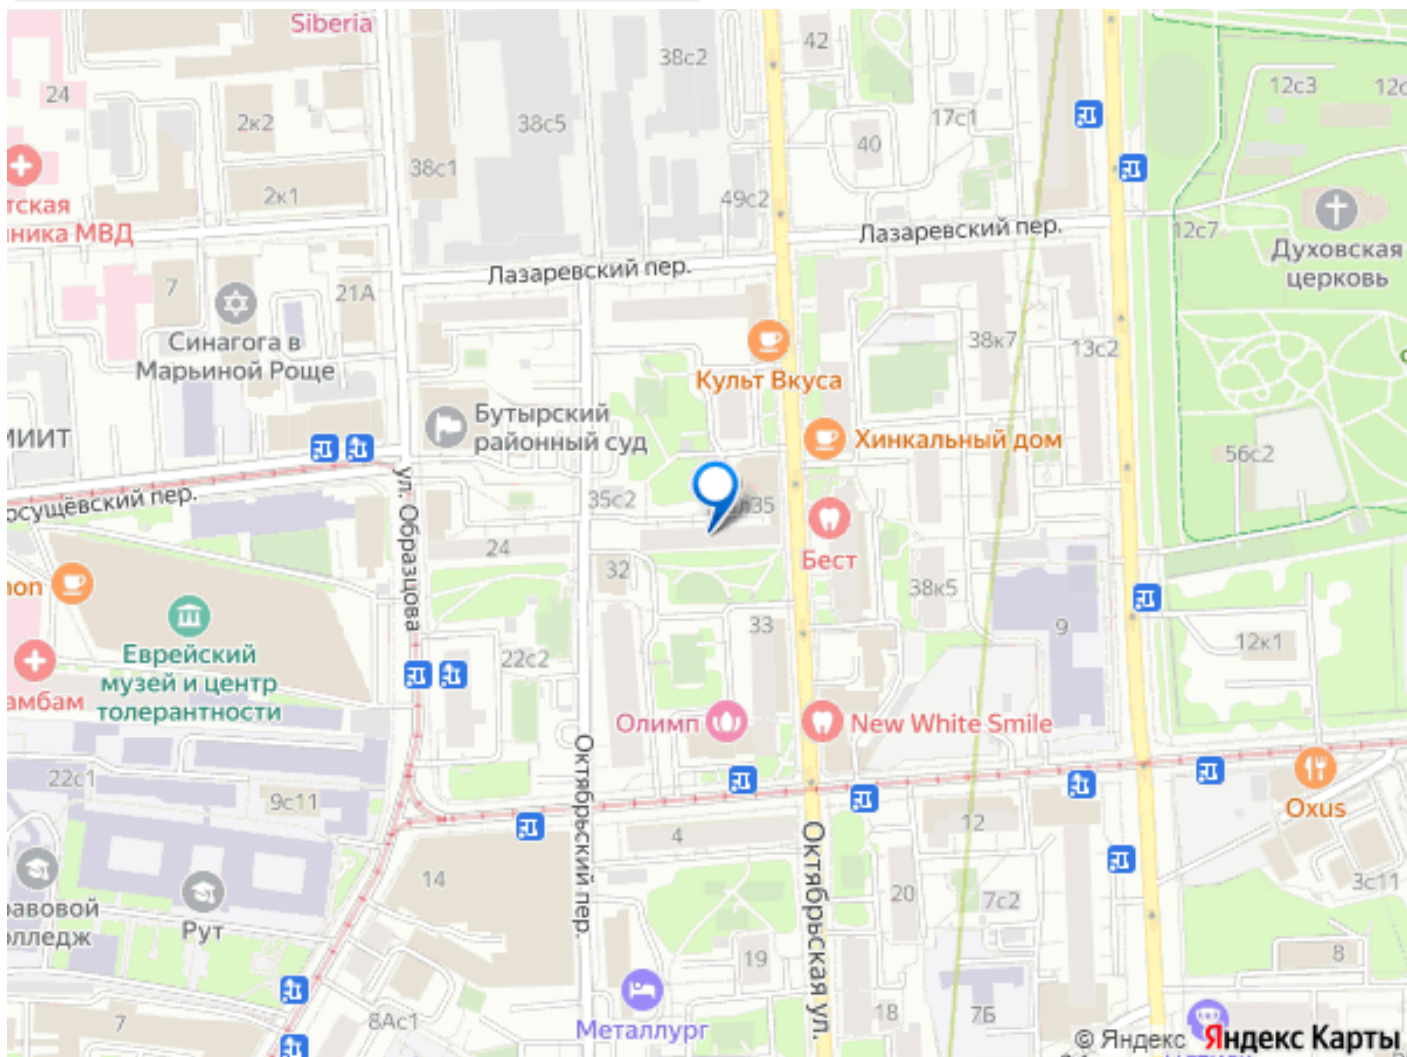 Siberia
42
38с2
24
12с3
2к2
38с5
17с1
40
38с1
2к1
49с2
тская
ника МВД
Лазаревский пер.
12с7
Духовская
церковь
Лазаревский пер.
7
21А
Синагога в
Марьиной Роще
38к7
13с2
Культ Вкуса
Бутырский
районный суд
МИИТ
Хинкальный дом
56с2
ул. Образцова
осущёвский пер.
35с2
35
24
Бест
32
38к5
non
9
33
12к1
Еврейский
музей и центр
толерантности
22с2
амбам
Олимп
New White Smile
22с1
9с11
Октябрьский пер.
Oxus
4
12
Октябрьская ул.
14
20
7с2
3с11
равовой
олледж
Рут
19
8
Металлург
18
7Б
7
8Ас1
© Яндекс Яндекс Карты